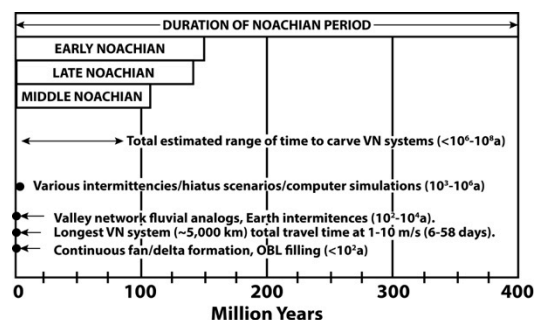 DURATION OF NOACHIAN PERIOD
EARLY NOACHIAN
LATE NOACHIAN
MIDDLE NOACHIAN
Total estimated range of time to carve VN systems (<10⁶-10⁸a)
Various intermittencies/hiatus scenarios/computer simulations (10³-10⁶a)
Valley network fluvial analogs, Earth intermitences (10²-10⁴a).
Longest VN system (~5,000 km) total travel time at 1-10 m/s (6-58 days).
Continuous fan/delta formation, OBL filling (<10²a)
0 100 200 300 400
Million Years